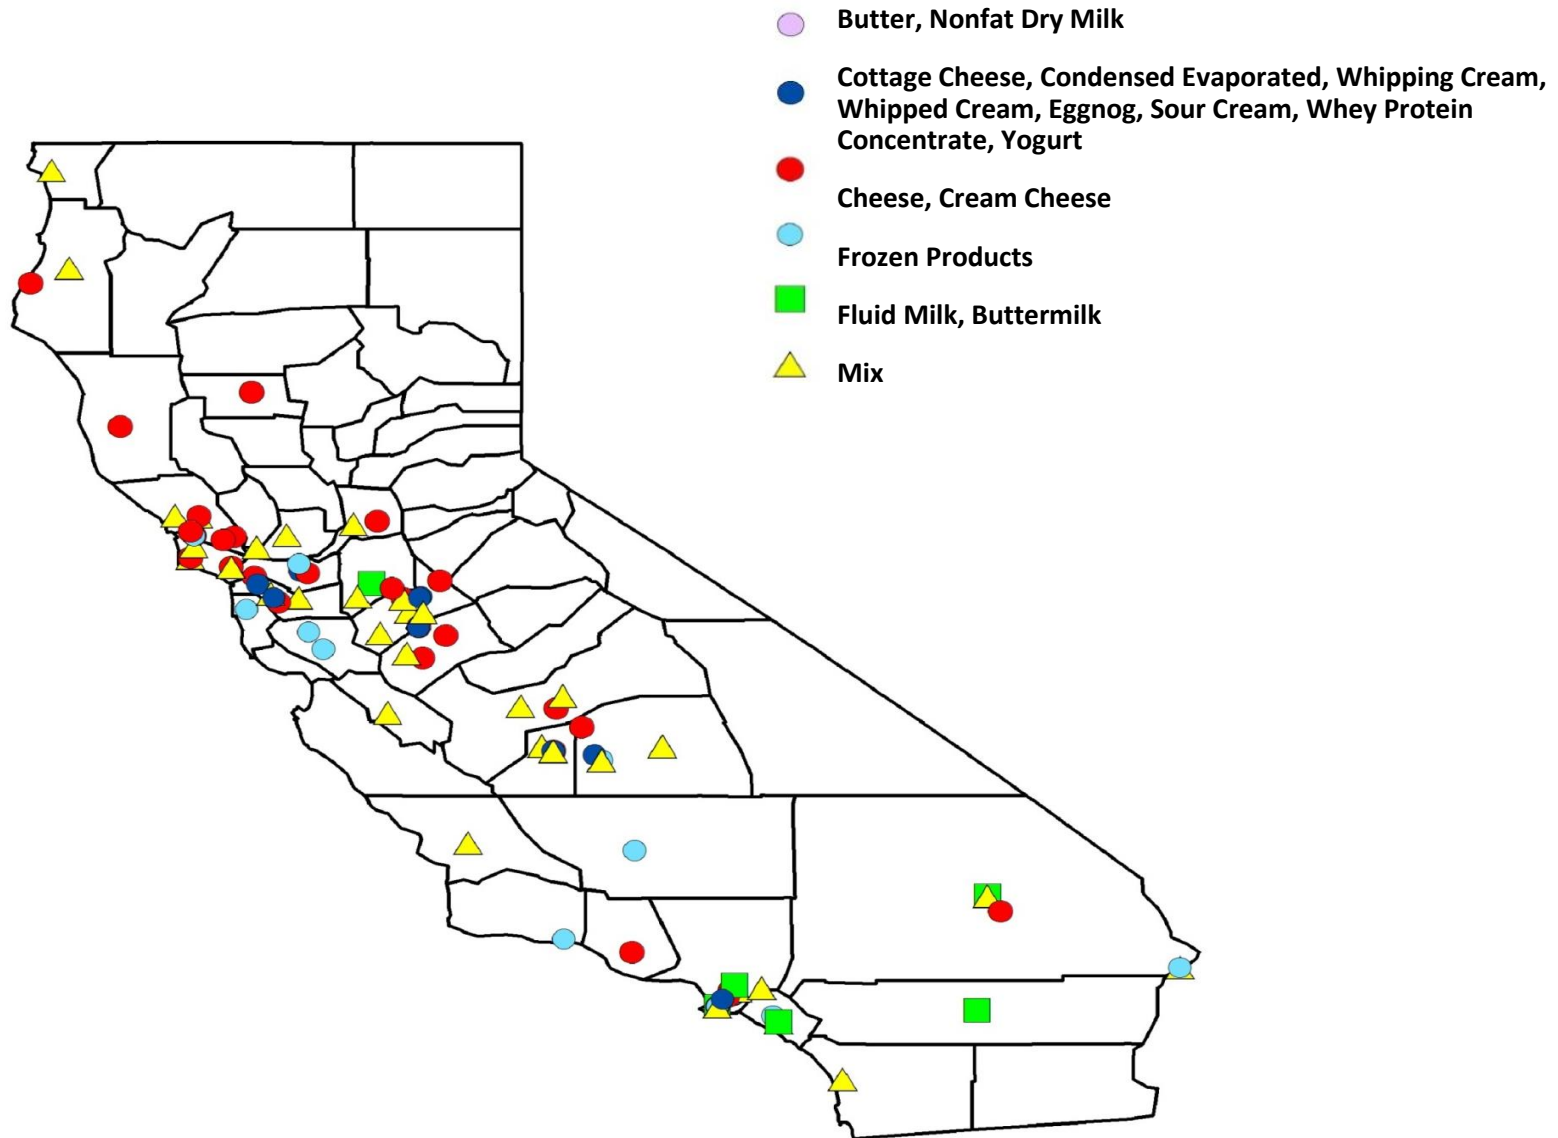 Butter, Nonfat Dry Milk
Cottage Cheese, Condensed Evaporated, Whipping Cream,
Whipped Cream, Eggnog, Sour Cream, Whey Protein
Concentrate, Yogurt
Cheese, Cream Cheese
Frozen Products
Fluid Milk, Buttermilk
Mix